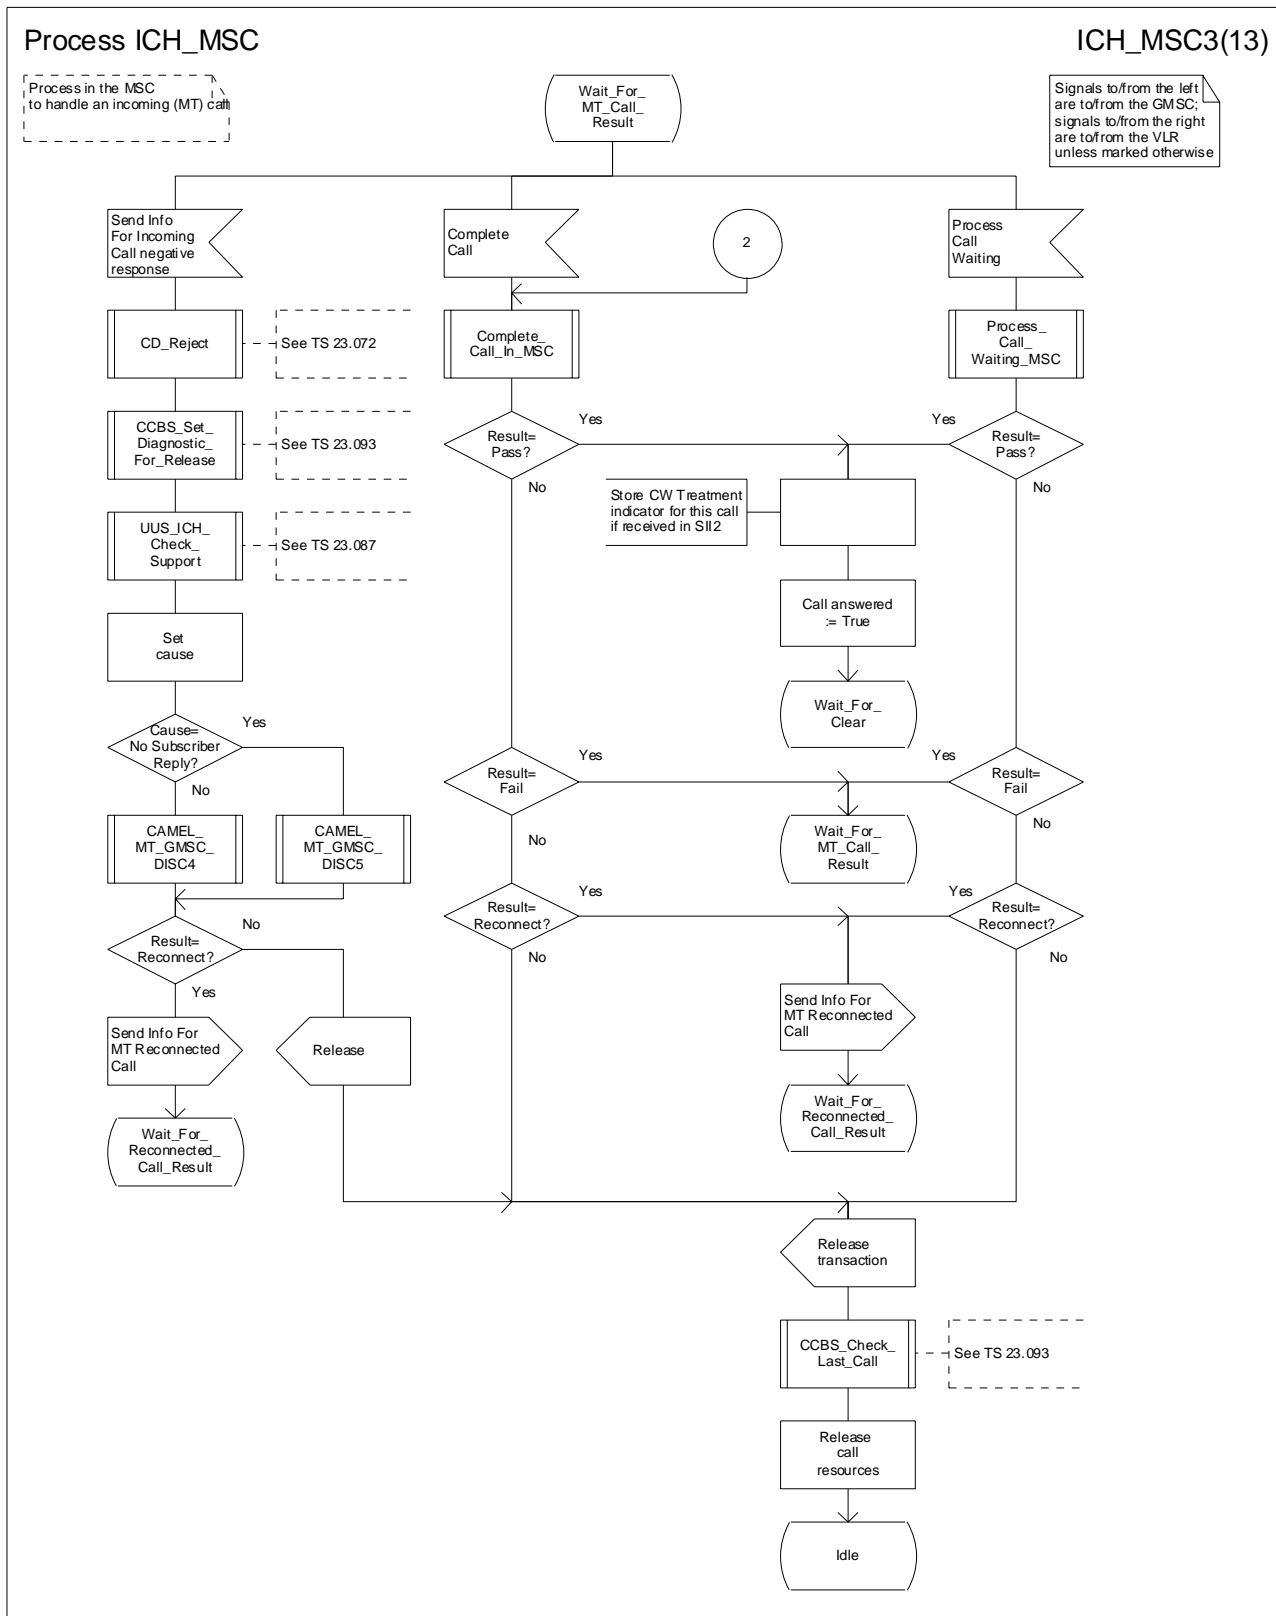 Process ICH_MSC
ICH_MSC3(13)
Process in the MSC
to handle an incoming (MT) call
Wait_For_
MT_Call_
Result
Signals to/from the left
are to/from the GMSC;
signals to/from the right
are to/from the VLR
unless marked otherwise
Send Info
For Incoming
Call negative
response
Complete
Call
2
Process
Call
Waiting
CD_Reject
See TS 23.072
Complete_
Call_In_MSC
Process_
Call_
Waiting_MSC
CCBS_Set_
Diagnostic_
For_Release
See TS 23.093
Result=
Pass?
Yes
No
Yes
Result=
Pass?
No
UUS_ICH_
Check_
Support
See TS 23.087
Store CW Treatment
indicator for this call
if received in SII2
Set
cause
Call answered
:= True
Cause=
No Subscriber
Reply?
Yes
No
Wait_For_
Clear
Result=
Fail
Yes
No
Yes
Result=
Fail
No
CAMEL_
MT_GMSC_
DISC4
CAMEL_
MT_GMSC_
DISC5
Wait_For_
MT_Call_
Result
Result=
Reconnect?
No
Yes
Result=
Reconnect?
Yes
No
Yes
Result=
Reconnect?
No
Send Info For
MT Reconnected
Call
Release
Send Info For
MT Reconnected
Call
Wait_For_
Reconnected_
Call_Result
Wait_For_
Reconnected_
Call_Result
Release
transaction
CCBS_Check_
Last_Call
See TS 23.093
Release
call
resources
Idle